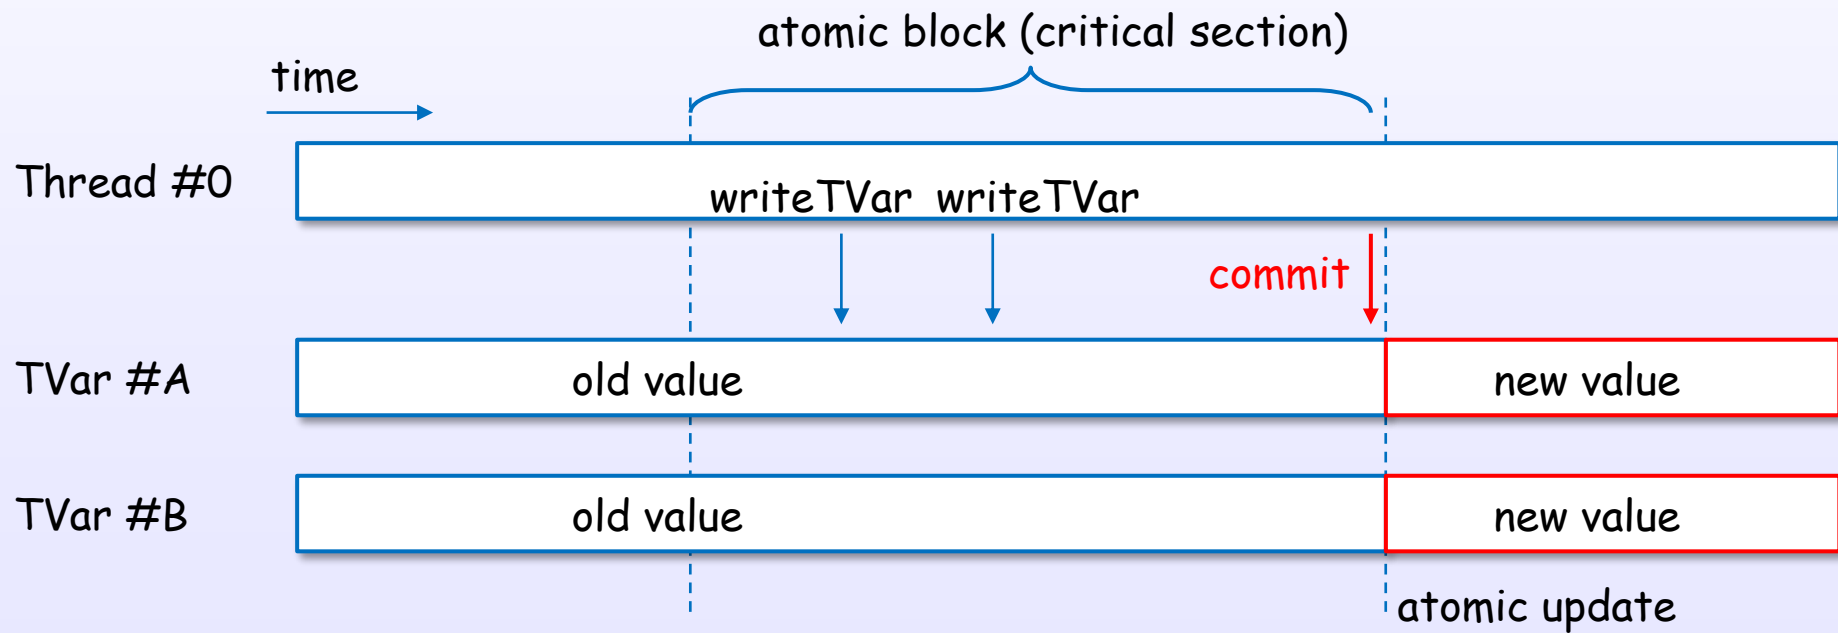 atomic block (critical section)
time
Thread #0
writeTVar writeTVar
commit
TVar #A
old value
new value
TVar #B
old value
new value
atomic update